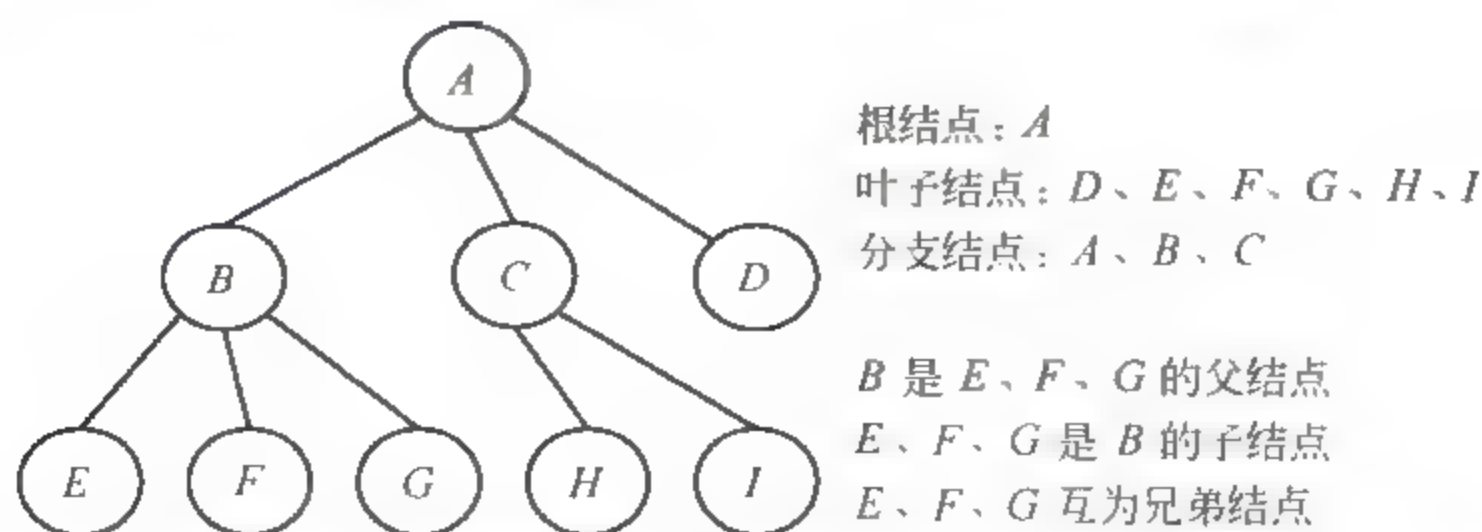 A
B
C
D
E
F
G
H
I
根结点：A
叶子结点：D、E、F、G、H、I
分支结点：A、B、C
B 是 E、F、G 的父结点
E、F、G 是 B 的子结点
E、F、G 互为兄弟结点